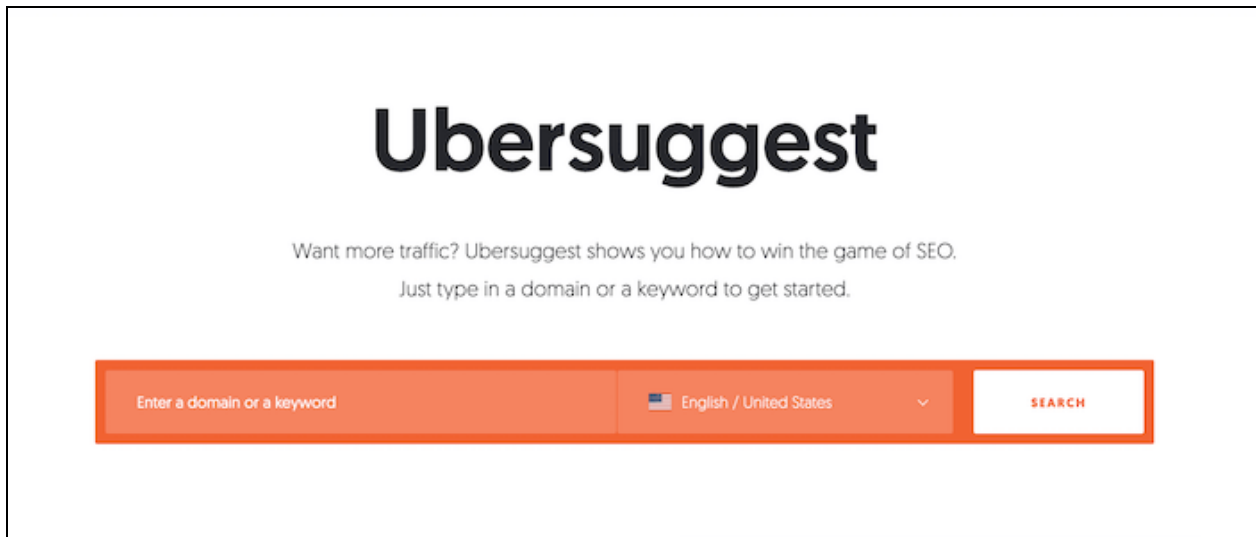 Ubersuggest
Want more traffic? Ubersuggest shows you how to win the game of SEO.
Just type in a domain or a keyword to get started.
Enter a domain or a keyword
English / United States
SEARCH